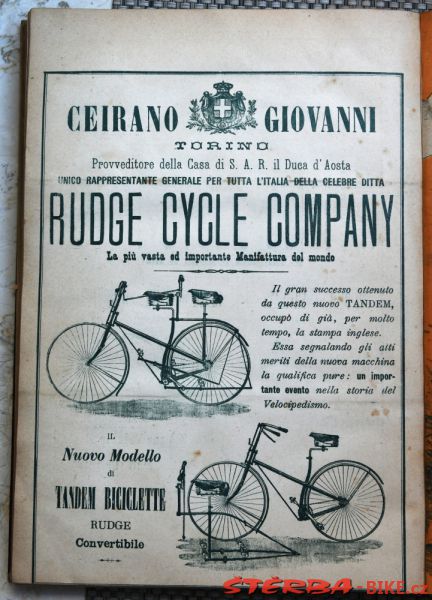 CEIRANO GIOVANNI
TORINO
Provveditore della Casa di S. A. R. il Duca d'Aosta
UNICO RAPPRESENTANTE GENERALE PER TUTTA L'ITALIA DELLA CELEBRE DITTA
RUDGE CYCLE COMPANY
La più vasta ed importante Manifattura del mondo
Il gran successo ottenuto
da questo nuovo TANDEM,
occupò di già, per molto
tempo, la stampa inglese.
Essa segnalando gli alti
meriti della nuova macchina
la qualifica pure: un impor-
tante evento nella storia del
Velocipedismo.
IL
Nuovo Modello
di
TANDEM BICICLETTE
RUDGE
Convertibile
ŠTĚRBA-BIKE.cz